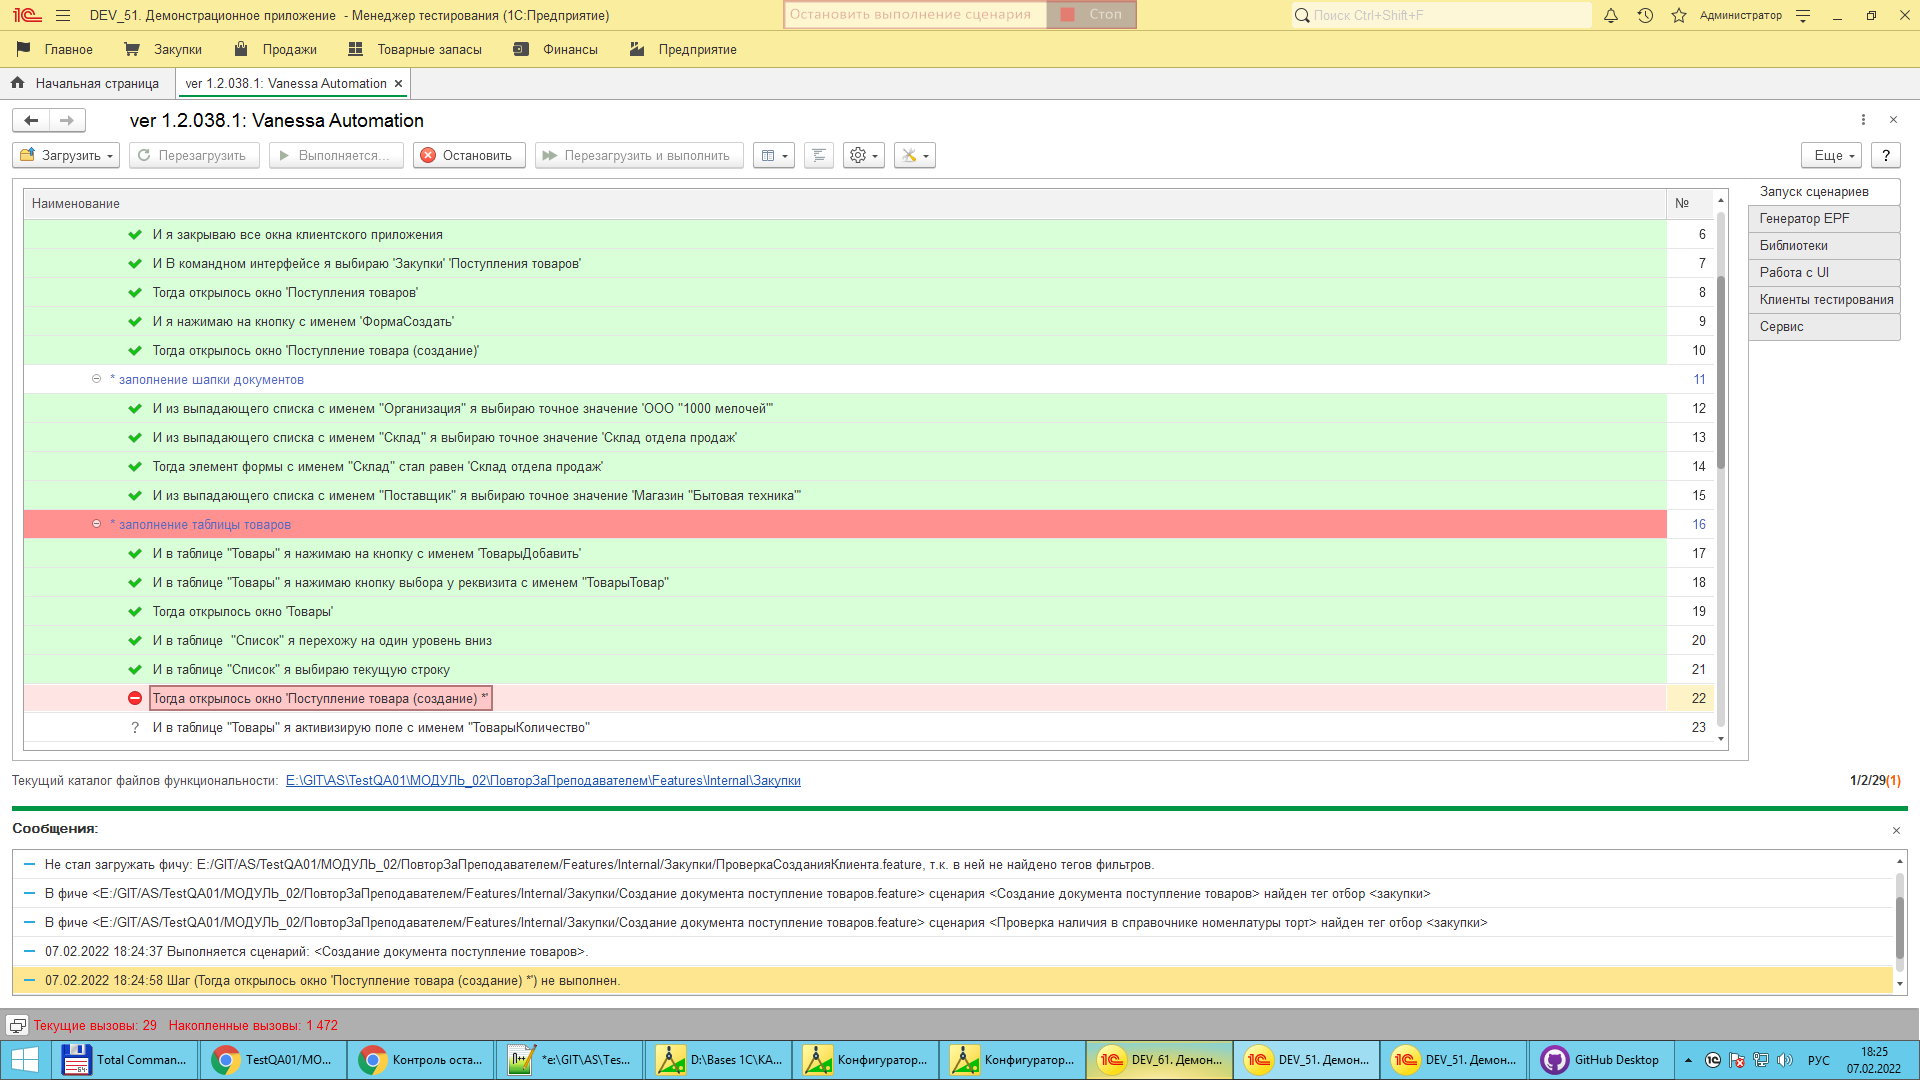 DEV_51. Демонстрационное приложение - Менеджер тестирования (1С:Предприятие)
Остановить выполнение сценария
Стоп
Поиск Ctrl+Shift+F
Администратор
Главное
Закупки
Продажи
Товарные запасы
Финансы
Предприятие
Начальная страница
ver 1.2.038.1: Vanessa Automation
ver 1.2.038.1: Vanessa Automation
Загрузить
Перезагрузить
Выполняется...
Остановить
Перезагрузить и выполнить
Еще
?
Наименование №
И я закрываю все окна клиентского приложения 6
И В командном интерфейсе я выбираю 'Закупки' 'Поступления товаров' 7
Тогда открылось окно 'Поступления товаров' 8
И я нажимаю на кнопку с именем 'ФормаСоздать' 9
Тогда открылось окно 'Поступление товара (создание)' 10
* заполнение шапки документов 11
И из выпадающего списка с именем "Организация" я выбираю точное значение 'ООО "1000 мелочей"' 12
И из выпадающего списка с именем "Склад" я выбираю точное значение 'Склад отдела продаж' 13
Тогда элемент формы с именем "Склад" стал равен 'Склад отдела продаж' 14
И из выпадающего списка с именем "Поставщик" я выбираю точное значение 'Магазин "Бытовая техника"' 15
* заполнение таблицы товаров 16
И в таблице "Товары" я нажимаю на кнопку с именем 'ТоварыДобавить' 17
И в таблице "Товары" я нажимаю кнопку выбора у реквизита с именем "ТоварыТовар" 18
Тогда открылось окно 'Товары' 19
И в таблице  "Список" я перехожу на один уровень вниз 20
И в таблице "Список" я выбираю текущую строку 21
Тогда открылось окно 'Поступление товара (создание) *' 22
? И в таблице "Товары" я активизирую поле с именем "ТоварыКоличество" 23
Запуск сценариев
Генератор EPF
Библиотеки
Работа с UI
Клиенты тестирования
Сервис
Текущий каталог файлов функциональности: E:\GIT\AS\TestQA01\МОДУЛЬ_02\ПовторЗаПреподавателем\Features\Internal\Закупки
1/2/29(1)
Сообщения:
Не стал загружать фичу: E:/GIT/AS/TestQA01/МОДУЛЬ_02/ПовторЗаПреподавателем/Features/Internal/Закупки/ПроверкаСозданияКлиента.feature, т.к. в ней не найдено тегов фильтров.
В фиче <E:/GIT/AS/TestQA01/МОДУЛЬ_02/ПовторЗаПреподавателем/Features/Internal/Закупки/Создание документа поступление товаров.feature> сценария <Создание документа поступление товаров> найден тег отбор <закупки>
В фиче <E:/GIT/AS/TestQA01/МОДУЛЬ_02/ПовторЗаПреподавателем/Features/Internal/Закупки/Создание документа поступление товаров.feature> сценария <Проверка наличия в справочнике номенлатуры торт> найден тег отбор <закупки>
07.02.2022 18:24:37 Выполняется сценарий: <Создание документа поступление товаров>.
07.02.2022 18:24:58 Шаг (Тогда открылось окно 'Поступление товара (создание) *') не выполнен.
Текущие вызовы: 29 Накопленные вызовы: 1 472
Total Comman...
TestQA01/МО...
Контроль оста...
*e:\GIT\AS\Tes...
D:\Bases 1C\КА...
Конфигуратор...
Конфигуратор...
DEV_61. Демон...
DEV_51. Демон...
DEV_51. Демон...
GitHub Desktop
РУС
18:25
07.02.2022